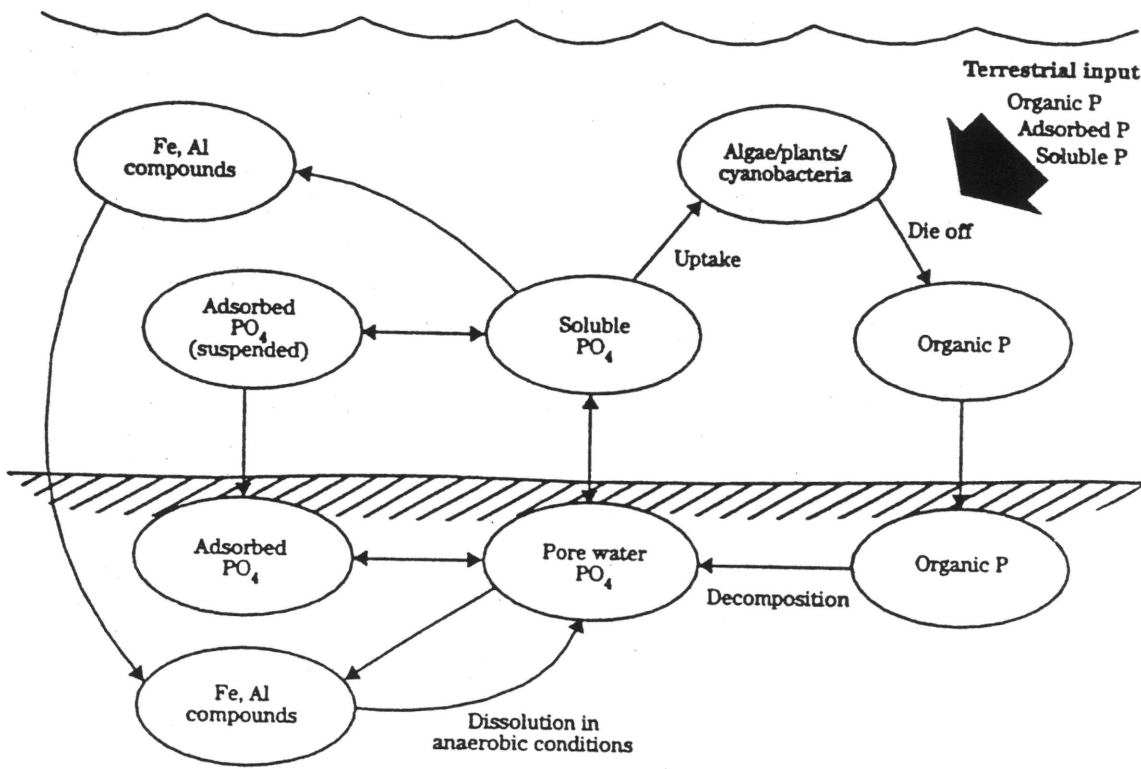 Terrestrial input
Organic P
Adsorbed P
Soluble P
Fe, Al
compounds
Algae/plants/
cyanobacteria
Die off
Uptake
Adsorbed
PO4
(suspended)
Soluble
PO4
Organic P
Adsorbed
PO4
Pore water
PO4
Organic P
Decomposition
Fe, Al
compounds
Dissolution in
anaerobic conditions